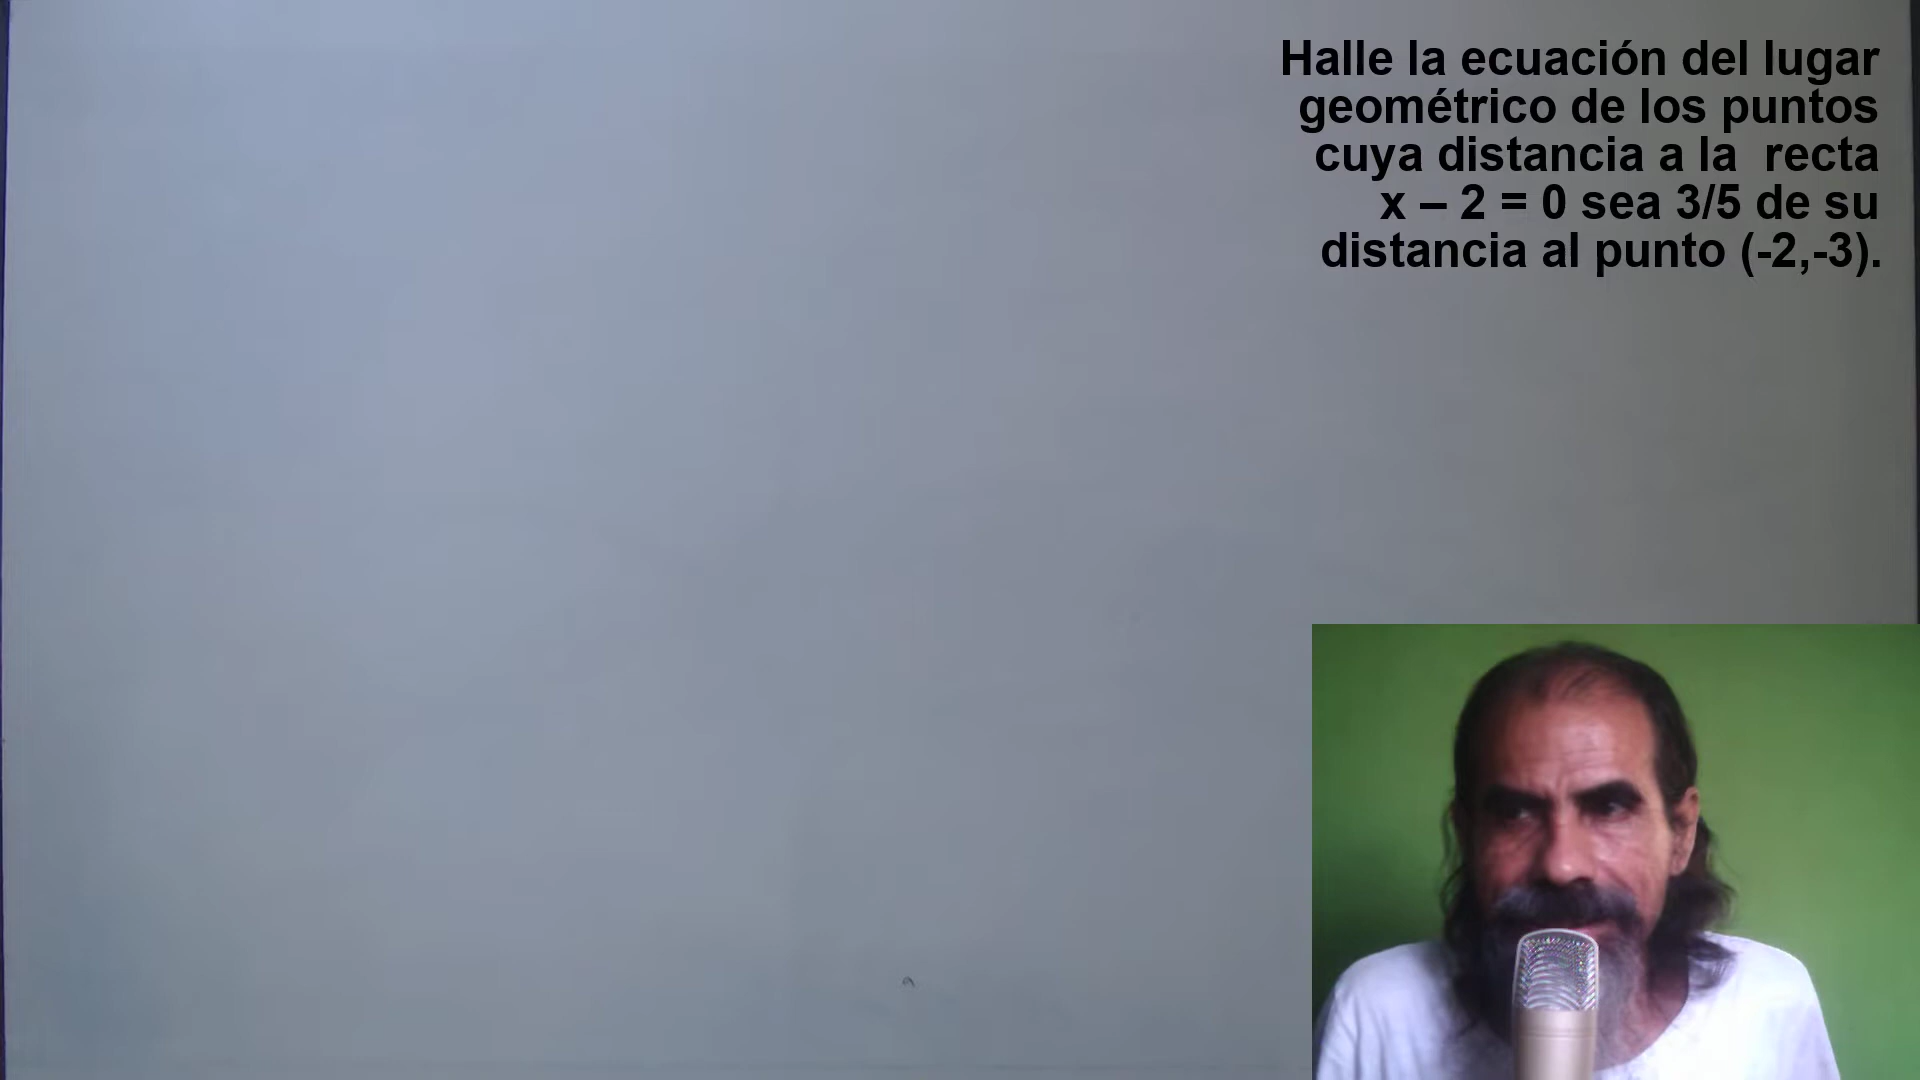 Halle la ecuación del lugar
geométrico de los puntos
cuya distancia a la  recta
x – 2 = 0 sea 3/5 de su
distancia al punto (-2,-3).